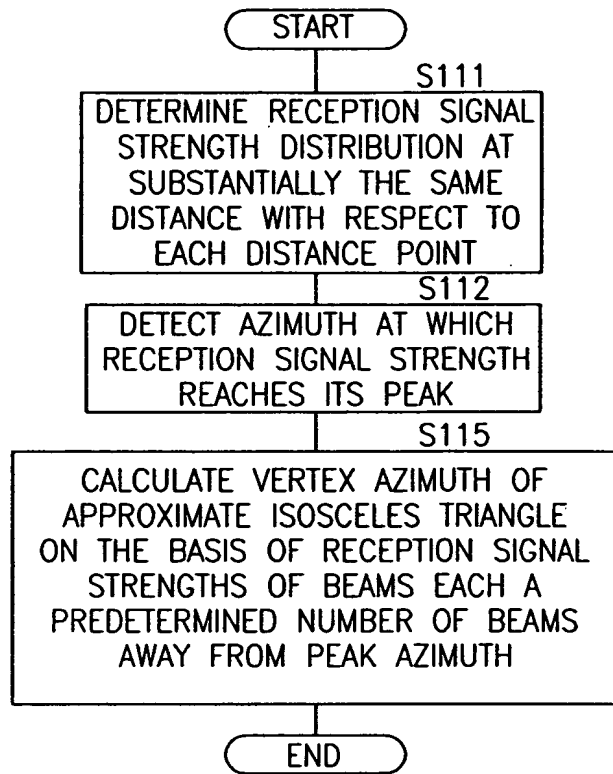 START
S111
DETERMINE RECEPTION SIGNAL
STRENGTH DISTRIBUTION AT
SUBSTANTIALLY THE SAME
DISTANCE WITH RESPECT TO
EACH DISTANCE POINT
S112
DETECT AZIMUTH AT WHICH
RECEPTION SIGNAL STRENGTH
REACHES ITS PEAK
S115
CALCULATE VERTEX AZIMUTH OF
APPROXIMATE ISOSCELES TRIANGLE
ON THE BASIS OF RECEPTION SIGNAL
STRENGTHS OF BEAMS EACH A
PREDETERMINED NUMBER OF BEAMS
AWAY FROM PEAK AZIMUTH
END